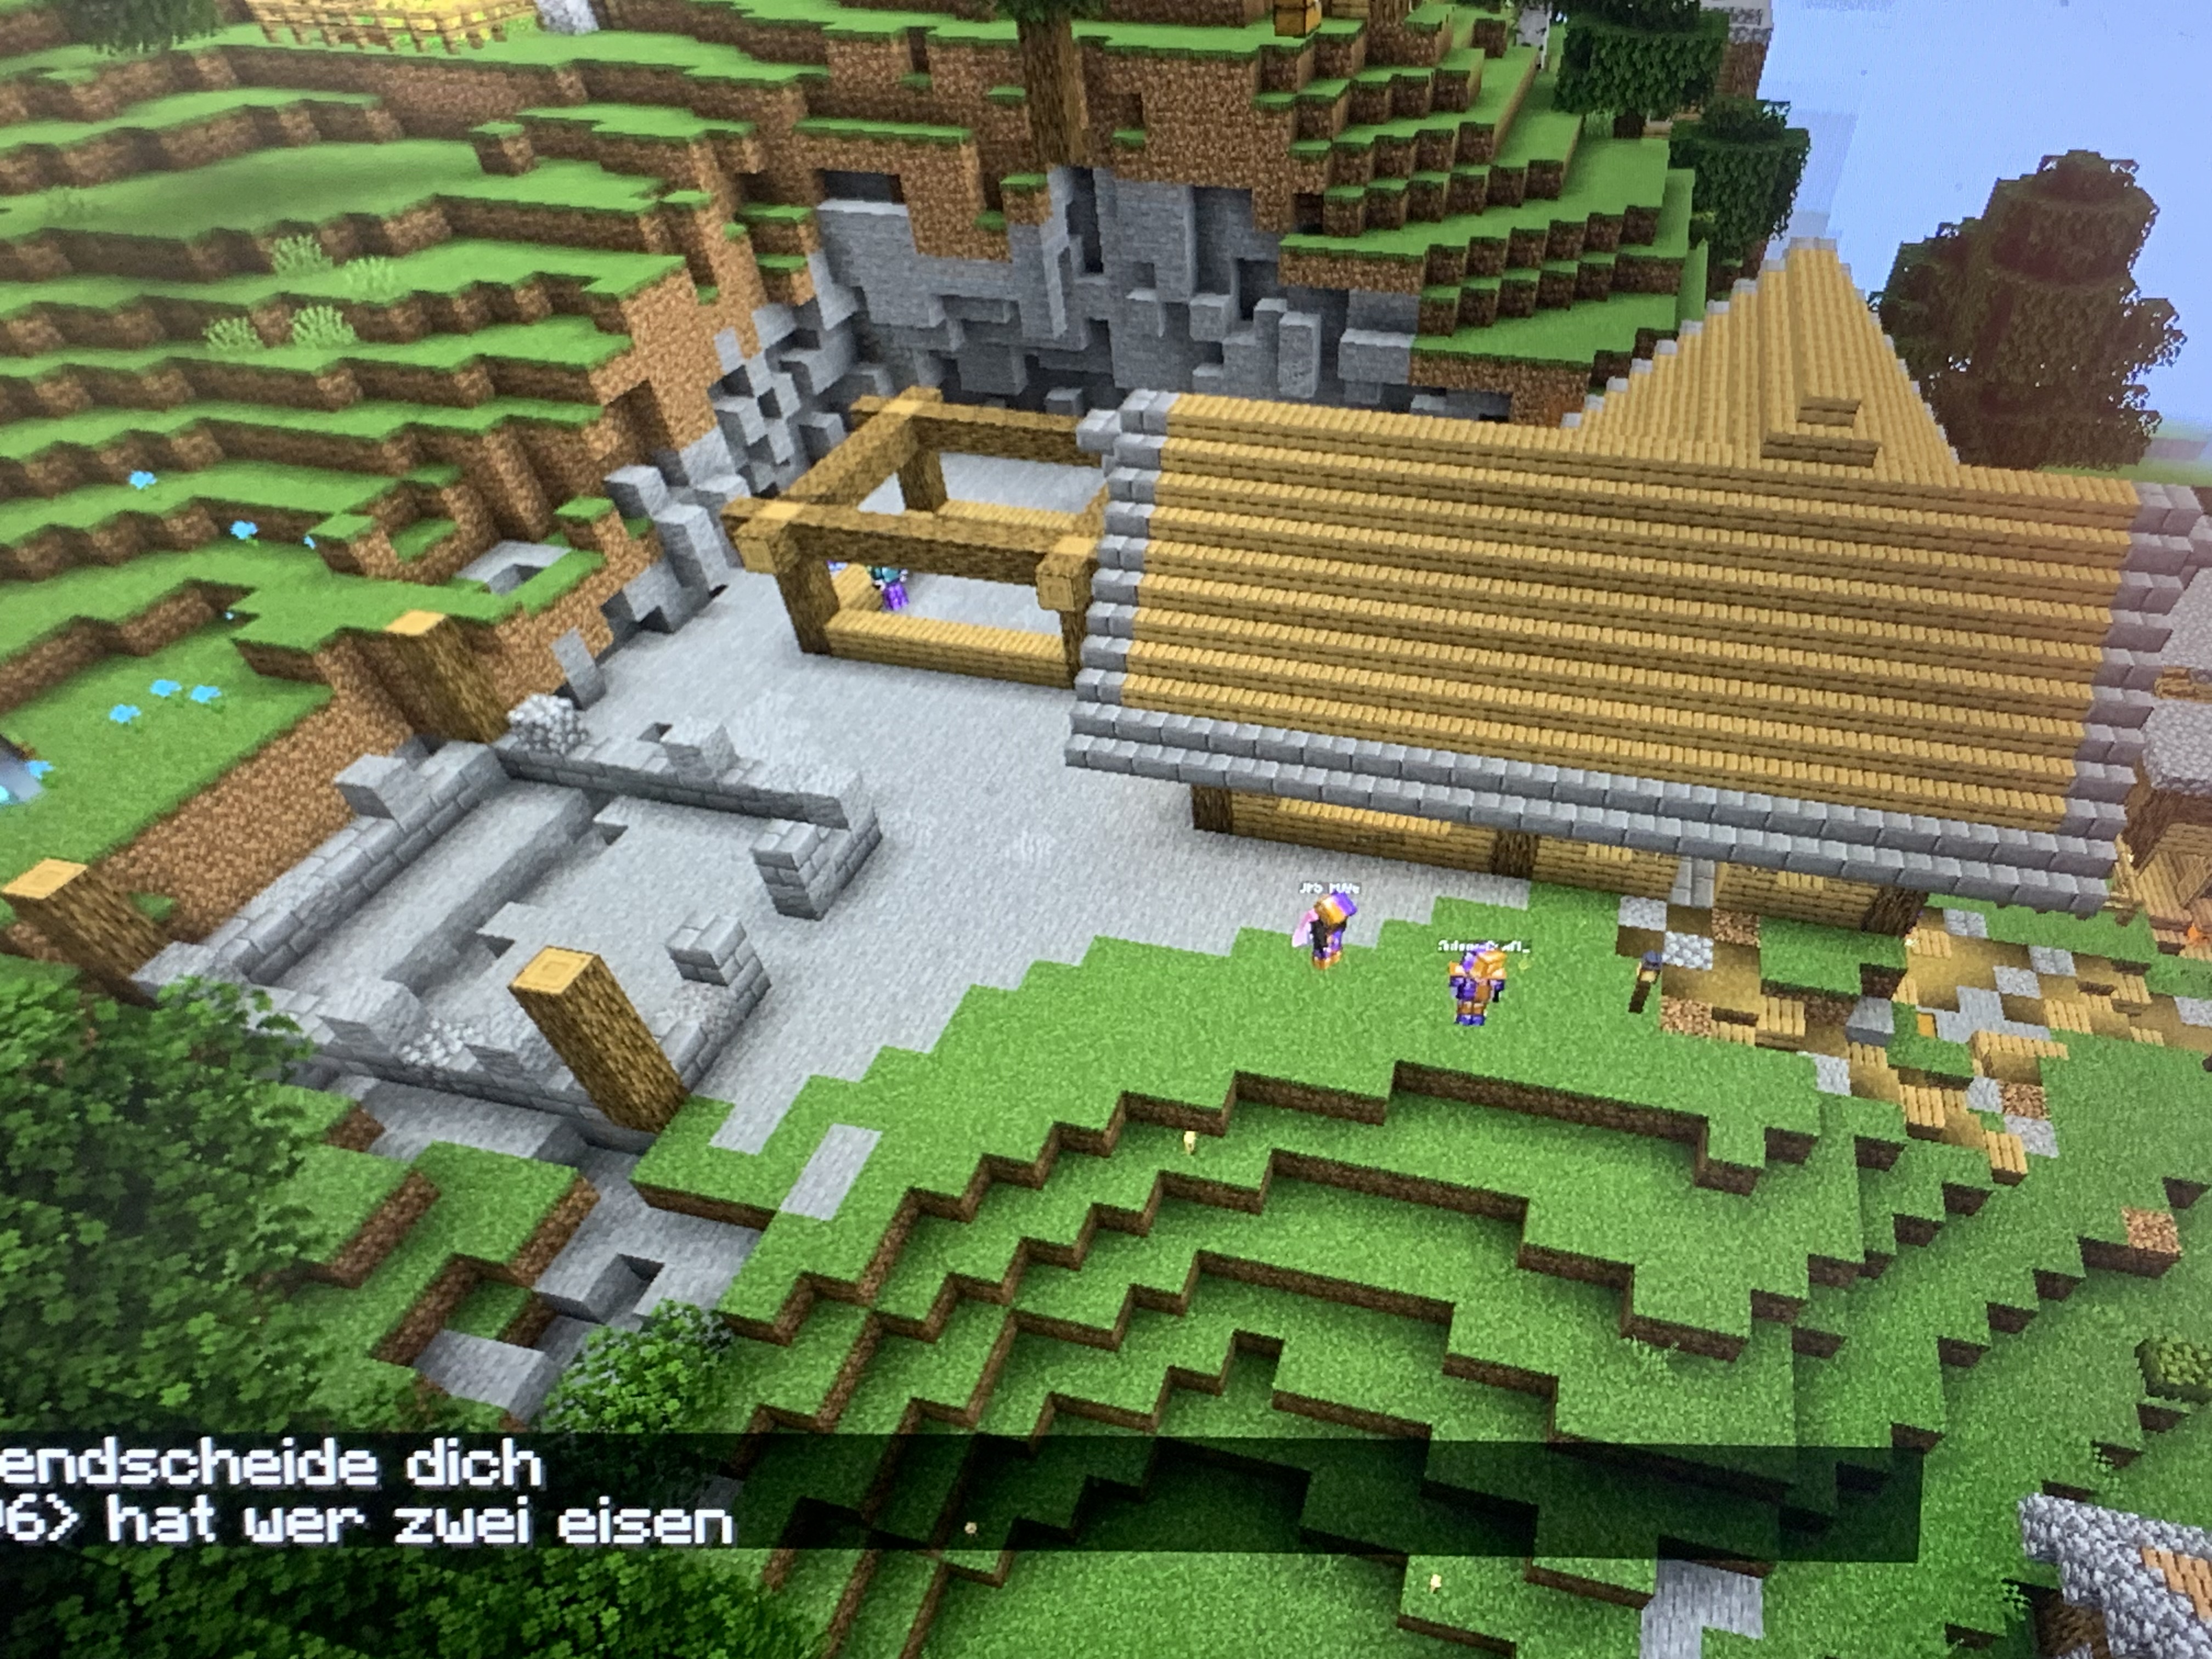 endscheide dich
6> hat wer zwei eisen